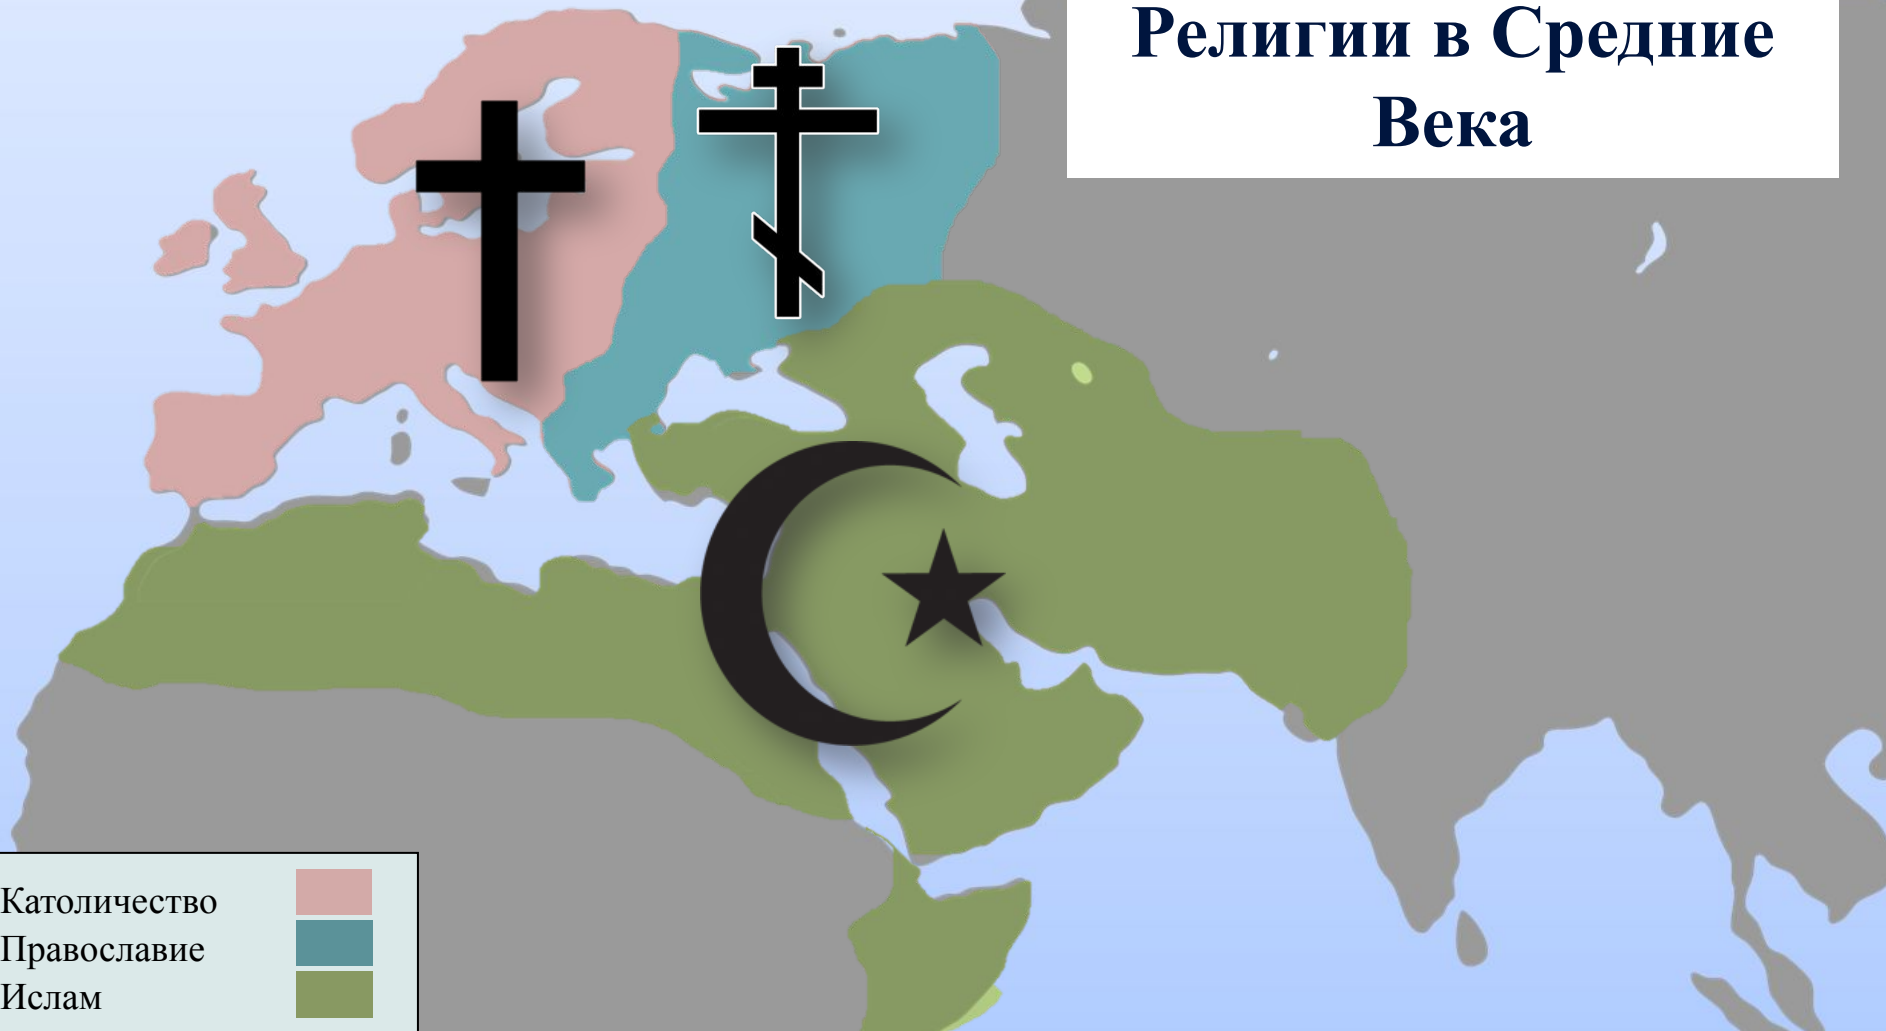 Религии в Средние
Века
Католичество
Православие
Ислам